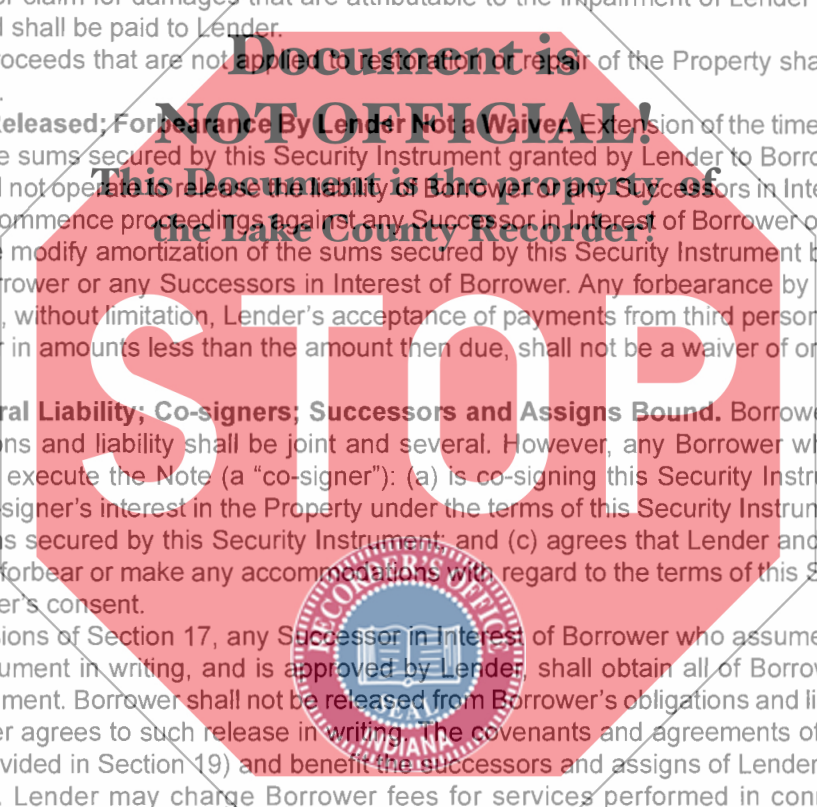 or claim for damages that are attributable to the impairment of Lender
shall be paid to Lender.
Document is
roceeds that are not applied to restoration or repair of the Property sha
NOT OFFICIAL!
eleased; Forbearance By Lender Not a Waiver. Extension of the time
e sums secured by this Security Instrument granted by Lender to Borro
This Document is the property of
not operate to release the liability of Borrower or any Successors in Inte
the Lake County Recorder!
ommence proceedings against any Successor in Interest of Borrower o
modify amortization of the sums secured by this Security Instrument b
rower or any Successors in Interest of Borrower. Any forbearance by
, without limitation, Lender's acceptance of payments from third person
r in amounts less than the amount then due, shall not be a waiver of or
STOP
ral Liability; Co-signers; Successors and Assigns Bound. Borrowe
ons and liability shall be joint and several. However, any Borrower wh
execute the Note (a “co-signer”): (a) is co-signing this Security Instru
signer's interest in the Property under the terms of this Security Instrum
s secured by this Security Instrument; and (c) agrees that Lender and
forbear or make any accommodations with regard to the terms of this S
er's consent.
RECORDER'S OFFICE
sions of Section 17, any Successor in Interest of Borrower who assume
ument in writing, and is approved by Lender, shall obtain all of Borrow
ment. Borrower shall not be released from Borrower's obligations and li
SEAL
er agrees to such release in writing. The covenants and agreements of
INDIANA
vided in Section 19) and benefit the successors and assigns of Lender
. Lender may charge Borrower fees for services performed in conn